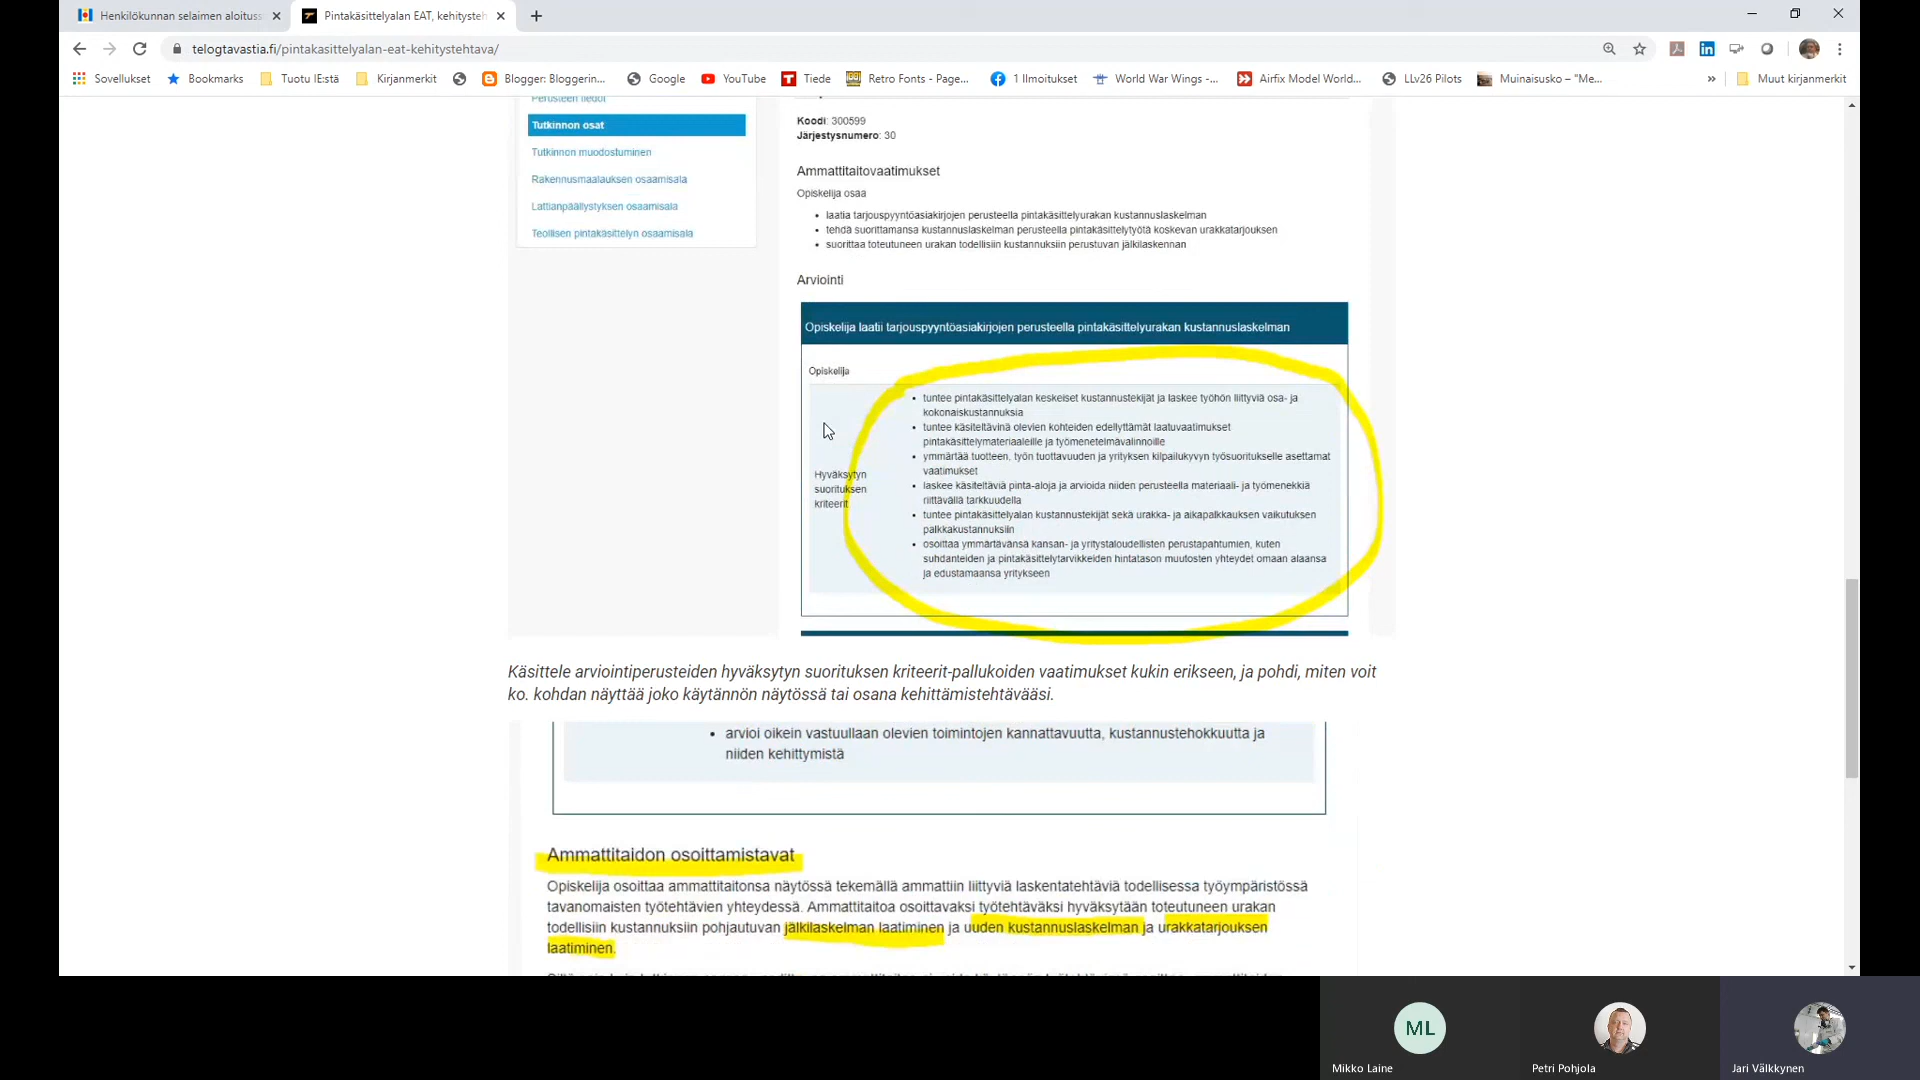 Henkilökunnan selaimen aloituss
Pintakäsittelyalan EAT, kehitysteh
telogtavastia.fi/pintakasittelyalan-eat-kehitystehtava/
Sovellukset
Bookmarks
Tuotu IE:stä
Kirjanmerkit
Blogger: Bloggerin...
Google
YouTube
Tiede
Retro Fonts - Page...
1 Ilmoitukset
World War Wings -...
Airfix Model World...
LLv26 Pilots
Muinaisusko – "Me...
»
Muut kirjanmerkit
Perusteen tiedot
Tutkinnon osat
Tutkinnon muodostuminen
Rakennusmaalauksen osaamisala
Lattianpäällystyksen osaamisala
Teollisen pintakäsittelyn osaamisala
Koodi: 300599
Järjestysnumero: 30
Ammattitaitovaatimukset
Opiskelija osaa
• laatia tarjouspyyntöasiakirjojen perusteella pintakäsittelyurakan kustannuslaskelman
• tehdä suorittamansa kustannuslaskelman perusteella pintakäsittelytyötä koskevan urakkatarjouksen
• suorittaa toteutuneen urakan todellisiin kustannuksiin perustuvan jälkilaskennan
Arviointi
Opiskelija laatii tarjouspyyntöasiakirjojen perusteella pintakäsittelyurakan kustannuslaskelman
Opiskelija
Hyväksytyn
suorituksen
kriteerit
• tuntee pintakäsittelyalan keskeiset kustannustekijät ja laskee työhön liittyviä osa- ja
kokonaiskustannuksia
• tuntee käsiteltävinä olevien kohteiden edellyttämät laatuvaatimukset
pintakäsittelymateriaaleille ja työmenetelmävalinnoille
• ymmärtää tuotteen, työn tuottavuuden ja yrityksen kilpailukyvyn työsuoritukselle asettamat
vaatimukset
• laskee käsiteltäviä pinta-aloja ja arvioida niiden perusteella materiaali- ja työmenekkiä
riittävällä tarkkuudella
• tuntee pintakäsittelyalan kustannustekijät sekä urakka- ja aikapalkkauksen vaikutuksen
palkkakustannuksiin
• osoittaa ymmärtävänsä kansan- ja yritystaloudellisten perustapahtumien, kuten
suhdanteiden ja pintakäsittelytarvikkeiden hintatason muutosten yhteydet omaan alaansa
ja edustamaansa yritykseen
Käsittele arviointiperusteiden hyväksytyn suorituksen kriteerit-pallukoiden vaatimukset kukin erikseen, ja pohdi, miten voit
ko. kohdan näyttää joko käytännön näytössä tai osana kehittämistehtävääsi.
• arvioi oikein vastuullaan olevien toimintojen kannattavuutta, kustannustehokkuutta ja
niiden kehittymistä
Ammattitaidon osoittamistavat
Opiskelija osoittaa ammattitaitonsa näytössä tekemällä ammattiin liittyviä laskentatehtäviä todellisessa työympäristössä
tavanomaisten työtehtävien yhteydessä. Ammattitaitoa osoittavaksi työtehtäväksi hyväksytään toteutuneen urakan
todellisiin kustannuksiin pohjautuvan jälkilaskelman laatiminen ja uuden kustannuslaskelman ja urakkatarjouksen
laatiminen.
ML
Mikko Laine
Petri Pohjola
Jari Välkkynen